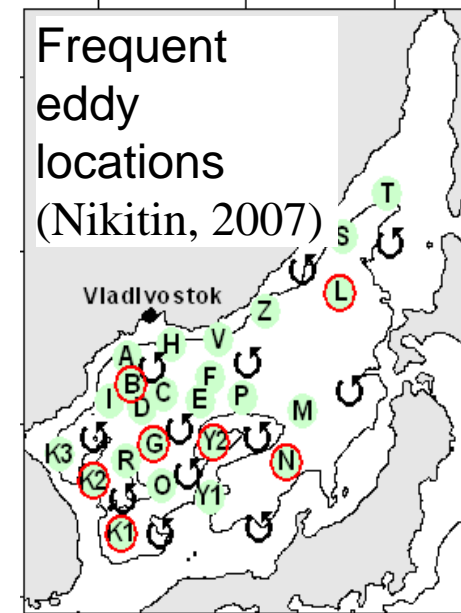 Frequent
eddy
locations
(Nikitin, 2007)
T
S
L
Vladivostok
Z
H
V
A
B
F
I
D
C
E
P
M
K3
R
G
Y2
N
K2
O
Y1
K1